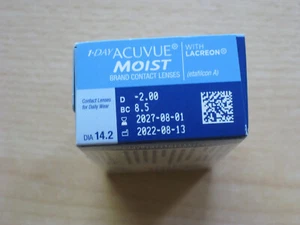 1-DAY ACUVUE®
MOIST
BRAND CONTACT LENSES
WITH
LACREON®
(etafilcon A)
Contact Lenses
for Daily Wear
DIA 14.2
D -2.00
BC 8.5
2027-08-01
2022-08-13